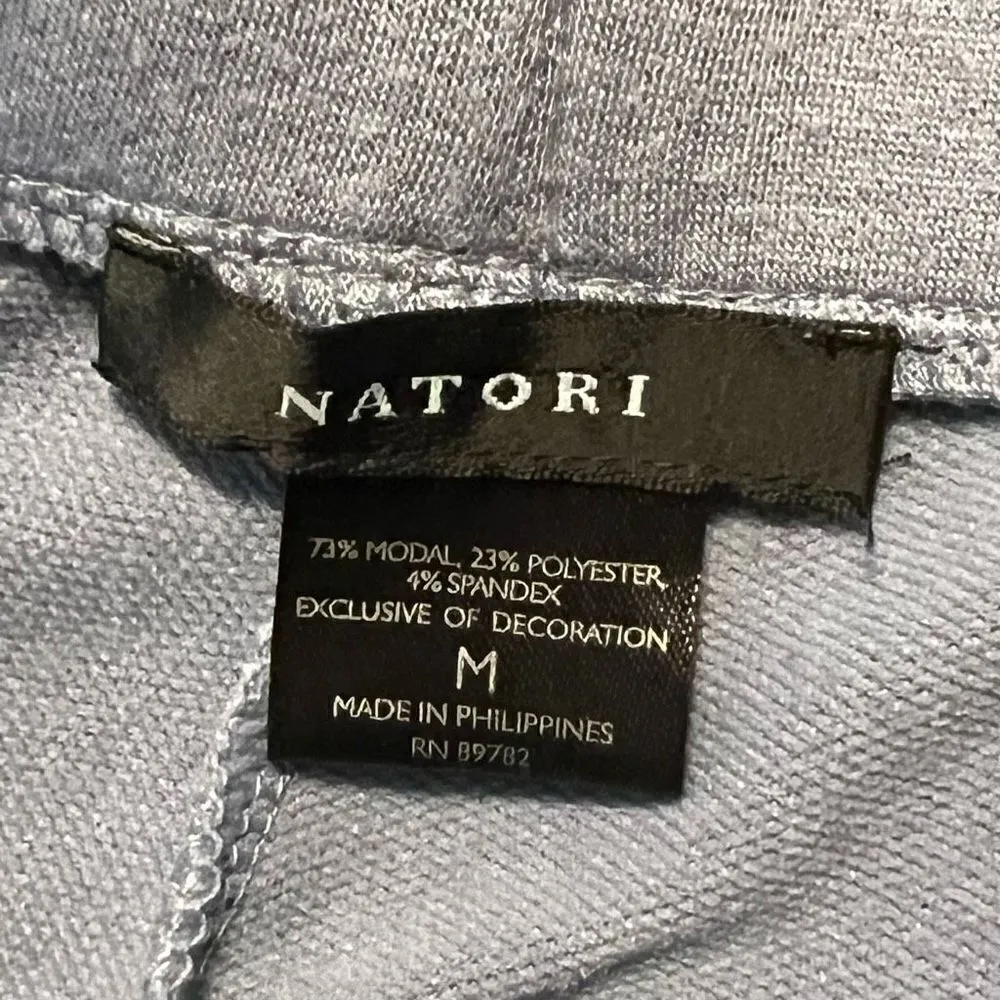 NATORI
73% MODAL, 23% POLYESTER,
4% SPANDEX
EXCLUSIVE OF DECORATION
M
MADE IN PHILIPPINES
RN 89782